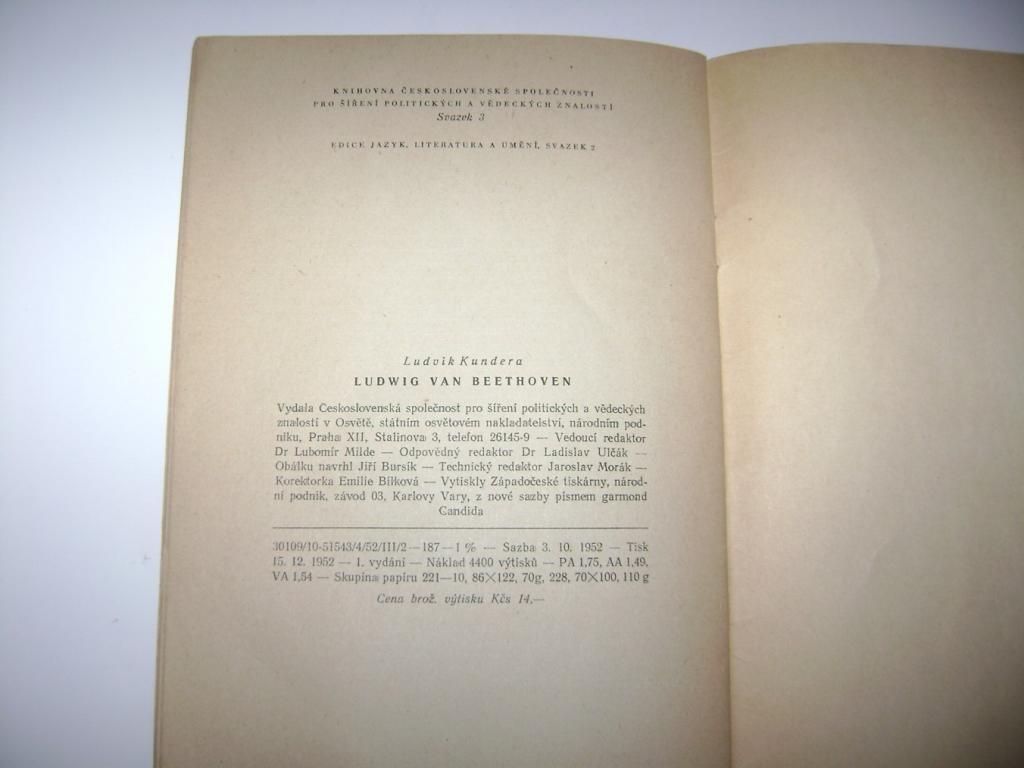 KNIHOVNA ČESKOSLOVENSKÉ SPOLEČNOSTI
PRO ŠÍŘENÍ POLITICKÝCH A VĚDECKÝCH ZNALOSTÍ
Svazek 3
EDICE JAZYK, LITERATURA A UMĚNÍ, SVAZEK 2
Ludvík Kundera
LUDWIG VAN BEETHOVEN
Vydala Československá společnost pro šíření politických a vědeckých
znalostí v Osvětě, státním osvětovém nakladatelství, národním pod-
niku, Praha XII, Stalinova 3, telefon 26145-9 — Vedoucí redaktor
Dr Lubomír Milde — Odpovědný redaktor Dr Ladislav Ulčák —
Obálku navrhl Jiří Bursík — Technický redaktor Jaroslav Morák —
Korektorka Emilie Bílková — Vytiskly Západočeské tiskárny, národ-
ní podnik, závod 03, Karlovy Vary, z nové sazby písmem garmond
Candida
30109/10-51543/4/52/III/2 — 187 — 1 % — Sazba 3. 10. 1952 — Tisk
15. 12. 1952 — 1. vydání — Náklad 4400 výtisků — PA 1,75, AA 1,49,
VA 1,54 — Skupina papíru 221—10, 86×122, 70g, 228, 70×100, 110 g
Cena brož. výtisku Kčs 14,—